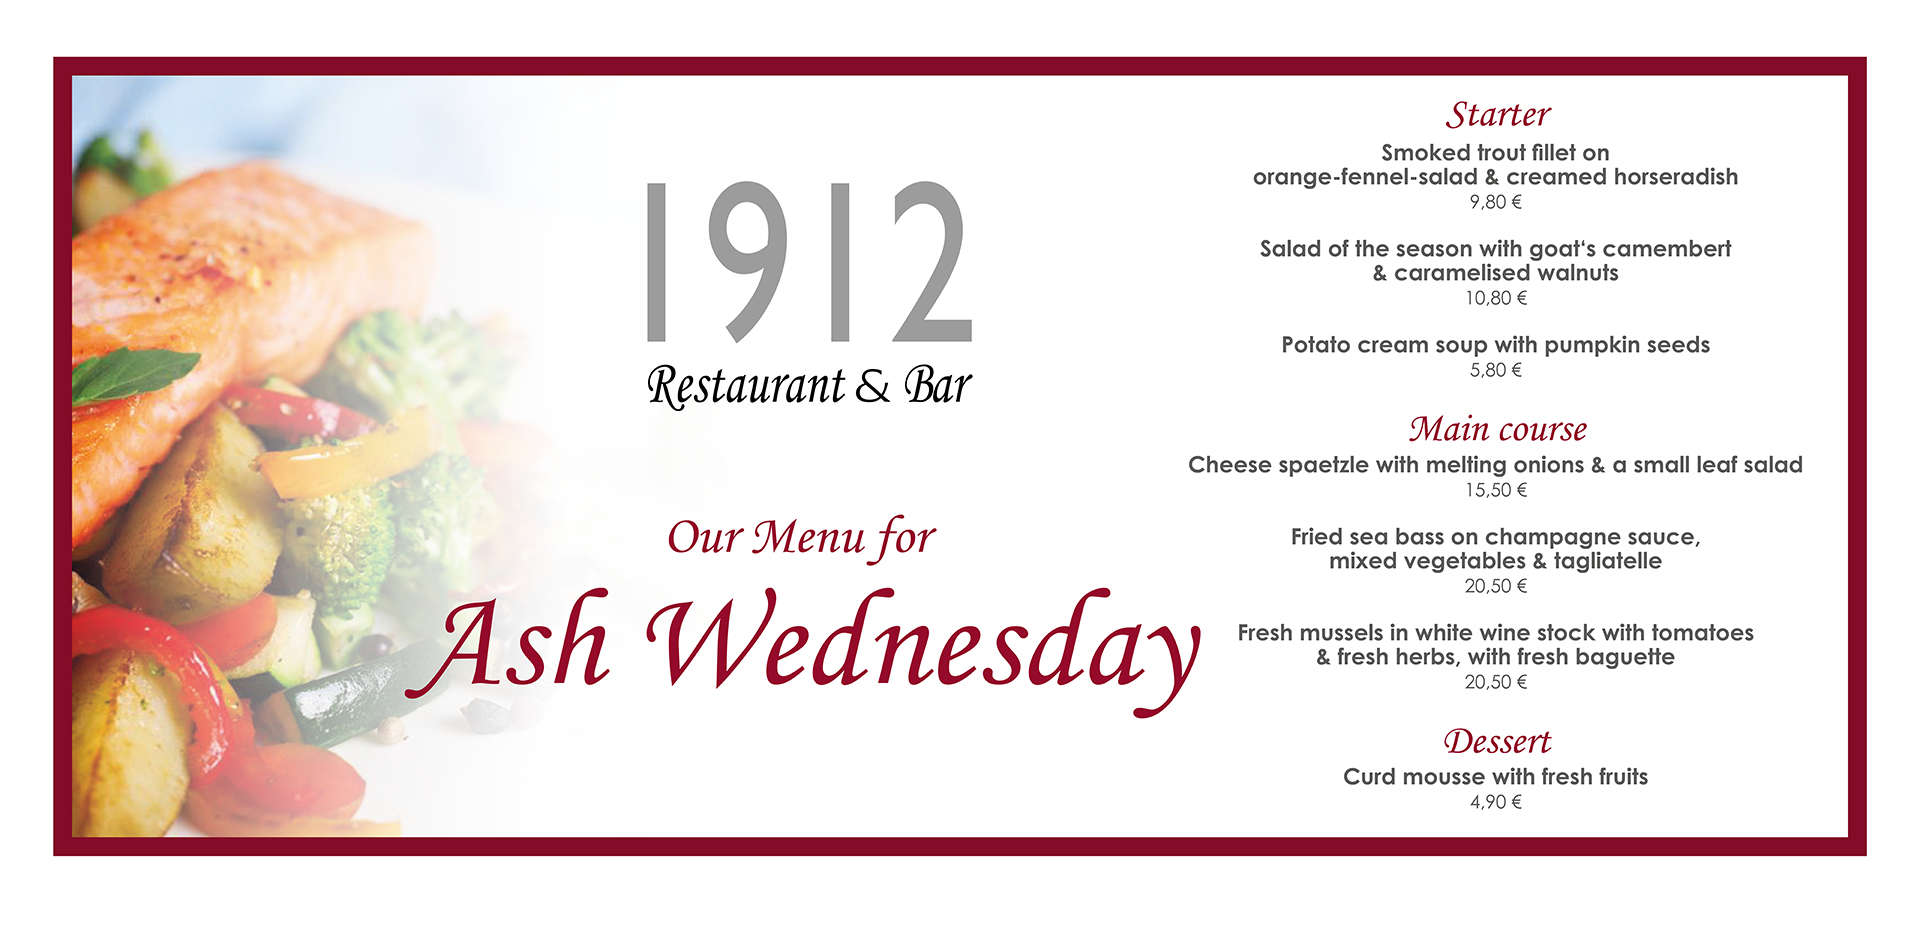 1912
Restaurant & Bar
Our Menu for
Ash Wednesday
Starter
Smoked trout fillet on
orange-fennel-salad & creamed horseradish
9,80 €
Salad of the season with goat‘s camembert
& caramelised walnuts
10,80 €
Potato cream soup with pumpkin seeds
5,80 €
Main course
Cheese spaetzle with melting onions & a small leaf salad
15,50 €
Fried sea bass on champagne sauce,
mixed vegetables & tagliatelle
20,50 €
Fresh mussels in white wine stock with tomatoes
& fresh herbs, with fresh baguette
20,50 €
Dessert
Curd mousse with fresh fruits
4,90 €